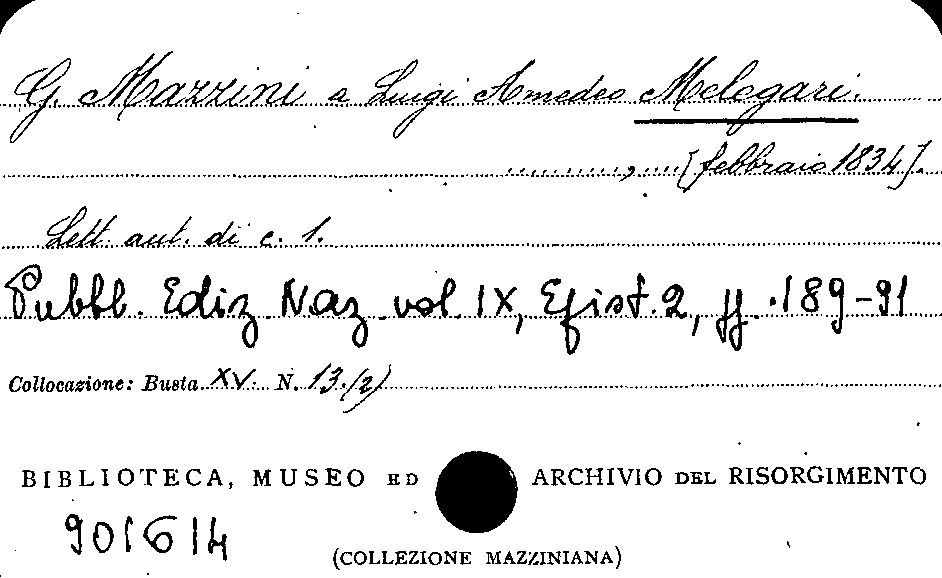 G. Mazzini a Luigi Amedeo Melegari.
..........., .....[febbraio 1834].
Lett. aut. di c. 1.
Pubbl. Ediz. Naz. vol. IX, Epist. 2, pp. 189-91
Collocazione: Busta XV. N. 13.(2)
BIBLIOTECA, MUSEO ED ARCHIVIO DEL RISORGIMENTO
901614
(COLLEZIONE MAZZINIANA)